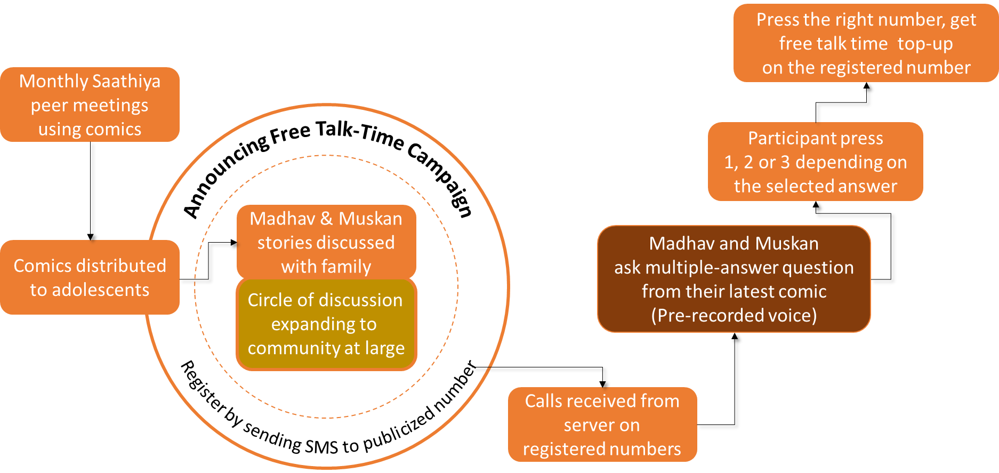 Monthly Saathiya
peer meetings
using comics
Comics distributed
to adolescents
Announcing Free Talk-Time Campaign
Madhav & Muskan
stories discussed
with family
Circle of discussion
expanding to
community at large
Register by sending SMS to publicized number
Calls received from
server on
registered numbers
Madhav and Muskan
ask multiple-answer question
from their latest comic
(Pre-recorded voice)
Participant press
1, 2 or 3 depending on
the selected answer
Press the right number, get
free talk time top-up
on the registered number